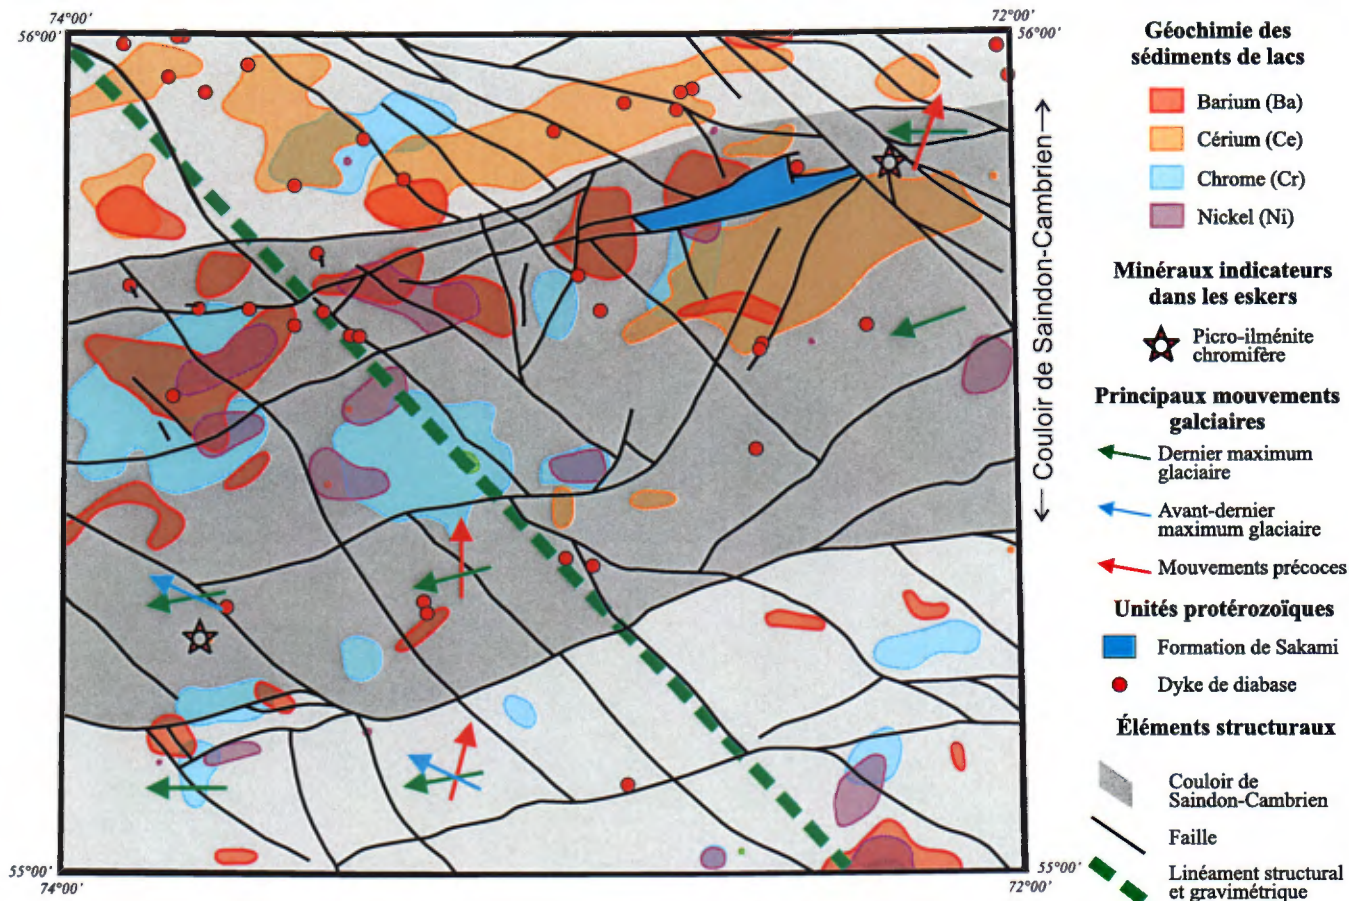 74°00'
72°00'
56°00'
56°00'
← Couloir de Saindon-Cambrien →
55°00'
55°00'
74°00'
72°00'
Géochimie des
sédiments de lacs
Barium (Ba)
Cérium (Ce)
Chrome (Cr)
Nickel (Ni)
Minéraux indicateurs
dans les eskers
Picro-ilménite
chromifère
Principaux mouvements
galciaires
Dernier maximum
glaciaire
Avant-dernier
maximum glaciaire
Mouvements précoces
Unités protérozoïques
Formation de Sakami
Dyke de diabase
Éléments structuraux
Couloir de
Saindon-Cambrien
Faille
Linéament structural
et gravimétrique